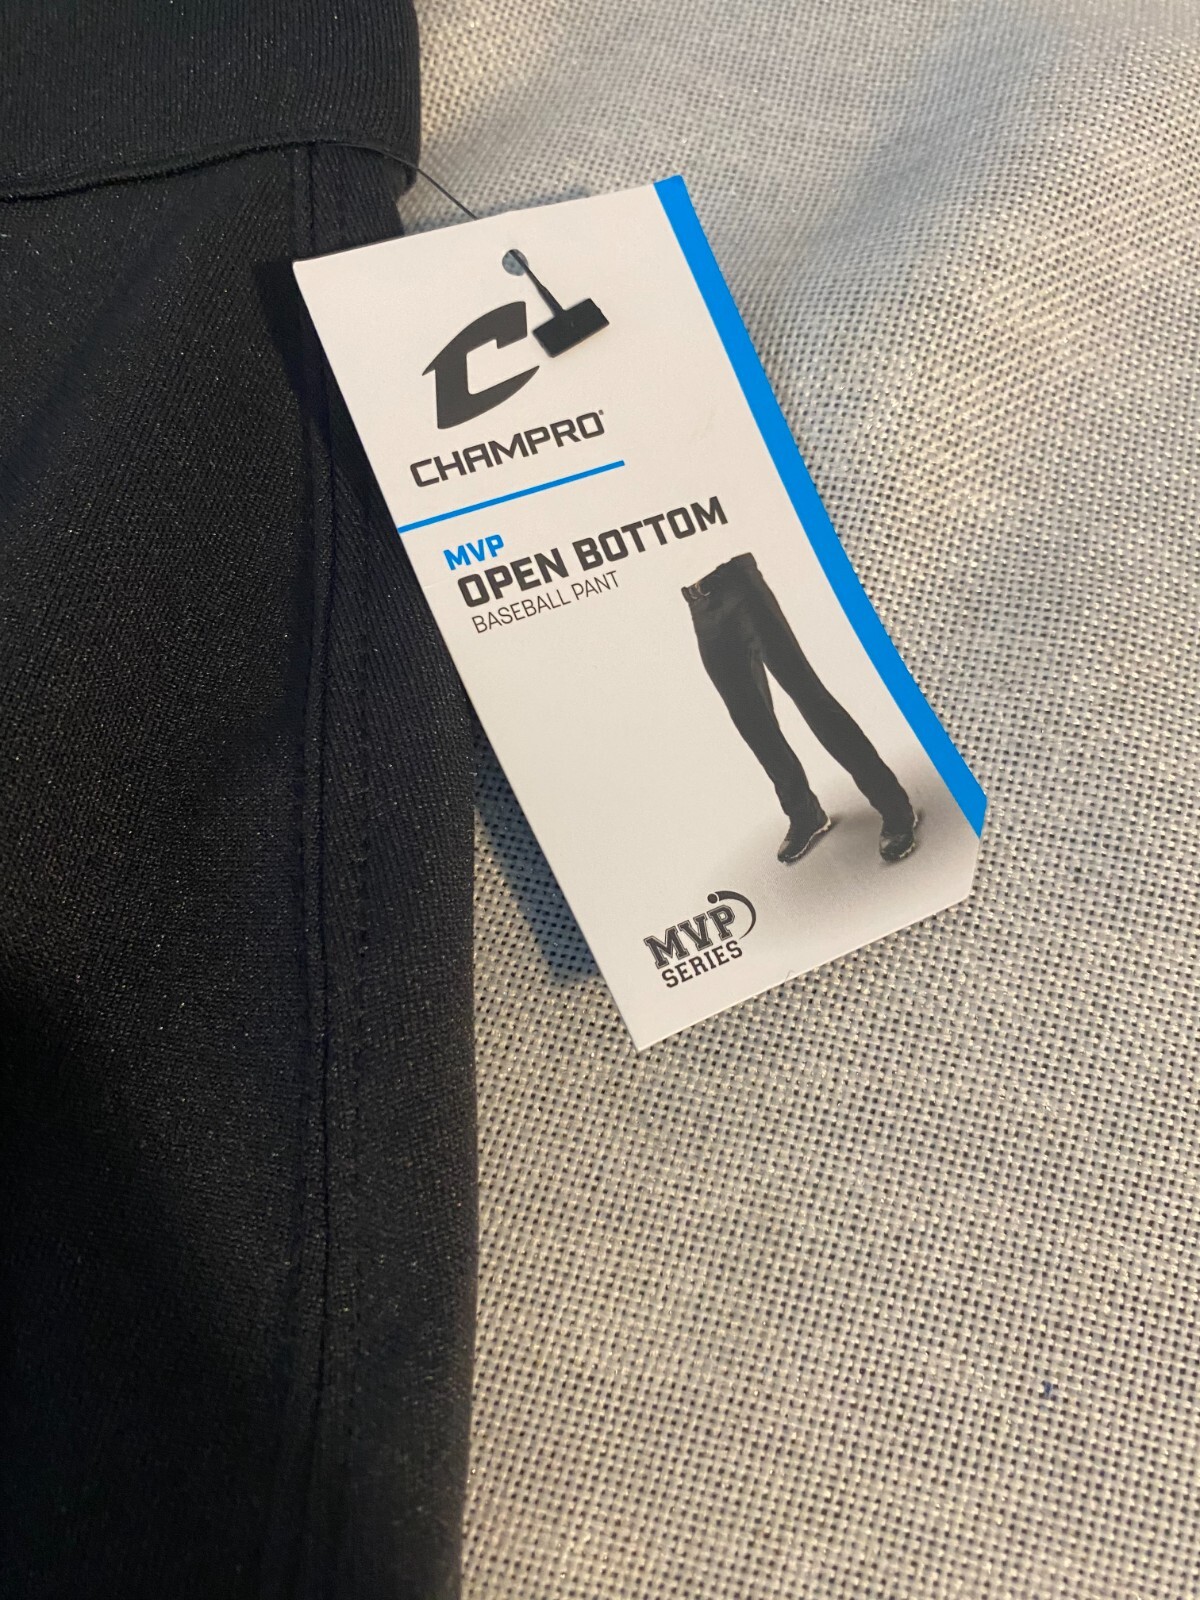 C
CHAMPRO®
MVP
OPEN BOTTOM
BASEBALL PANT
MVP
SERIES